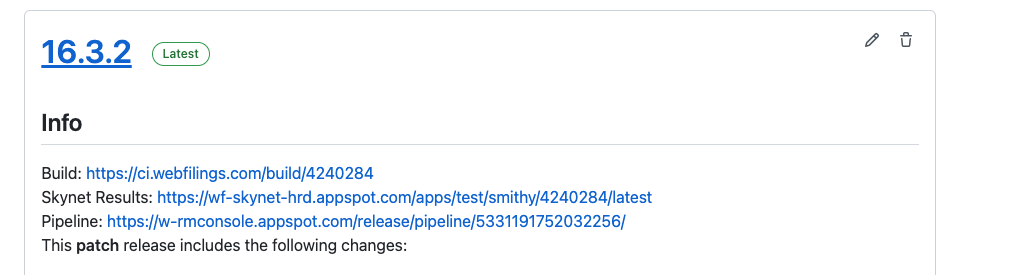 16.3.2 Latest
Info
Build: https://ci.webfilings.com/build/4240284
Skynet Results: https://wf-skynet-hrd.appspot.com/apps/test/smithy/4240284/latest
Pipeline: https://w-rmconsole.appspot.com/release/pipeline/5331191752032256/
This patch release includes the following changes: